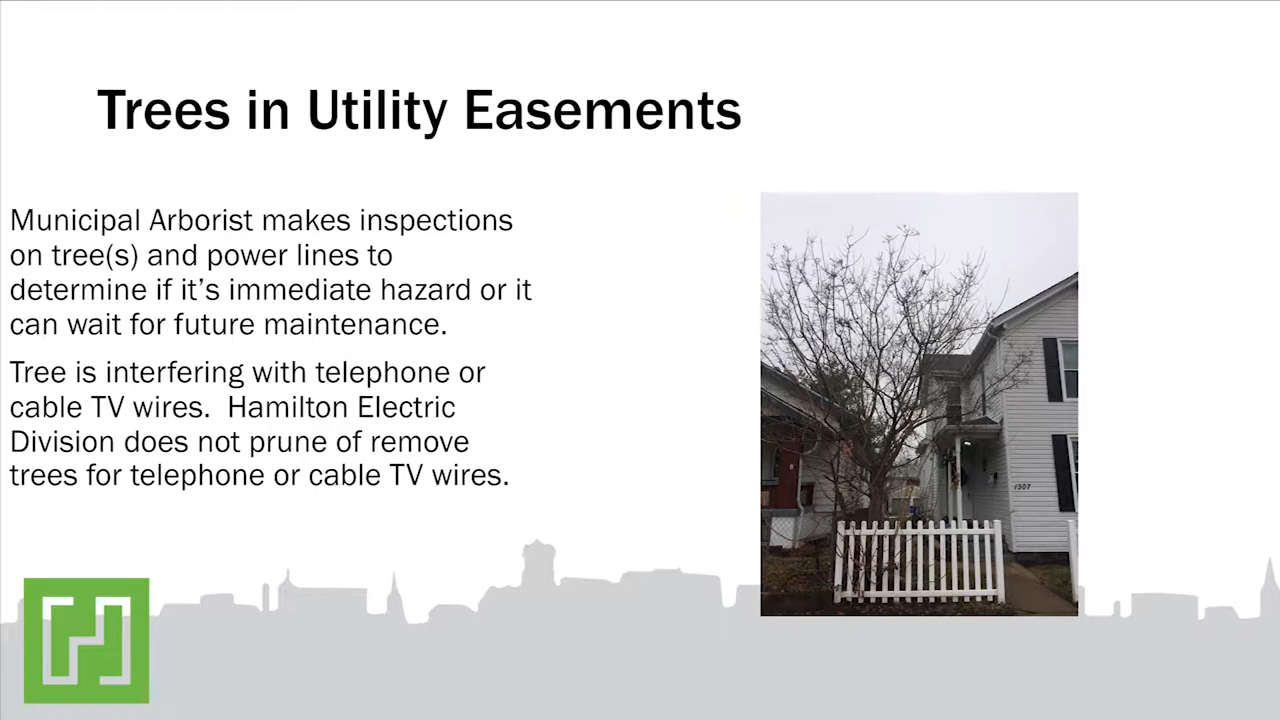 Trees in Utility Easements
Municipal Arborist makes inspections
on tree(s) and power lines to
determine if it’s immediate hazard or it
can wait for future maintenance.
Tree is interfering with telephone or
cable TV wires.  Hamilton Electric
Division does not prune of remove
trees for telephone or cable TV wires.
1307